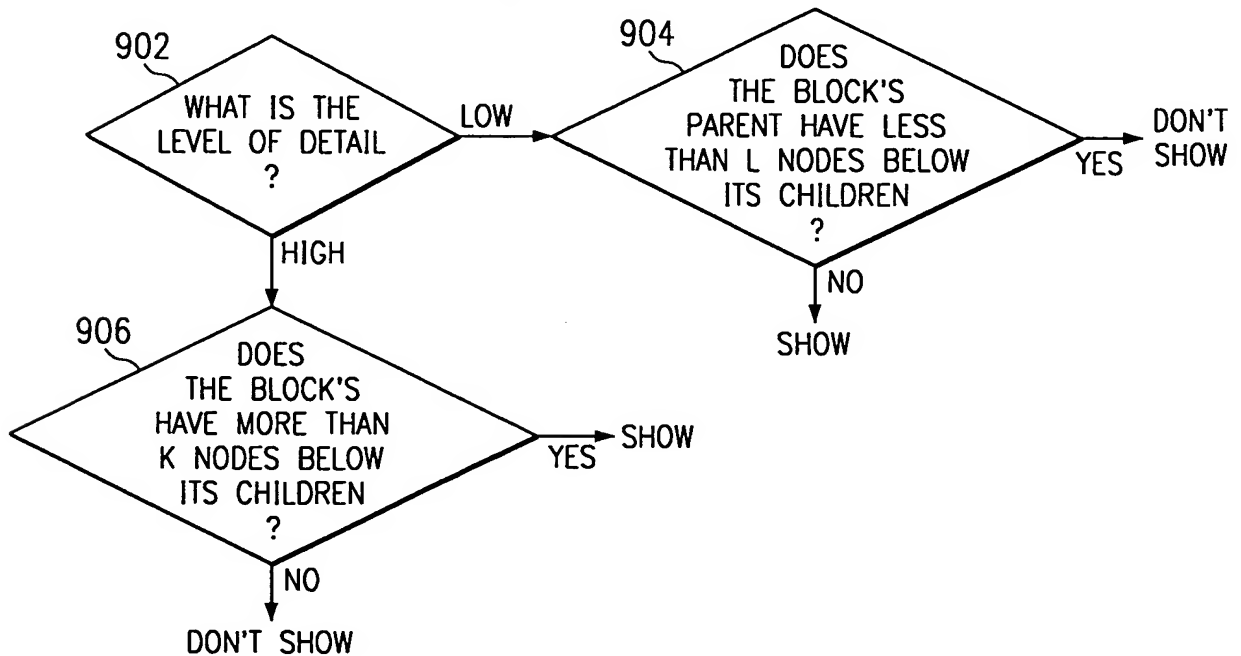 902
WHAT IS THE
LEVEL OF DETAIL
?
LOW
HIGH
904
DOES
THE BLOCK'S
PARENT HAVE LESS
THAN L NODES BELOW
ITS CHILDREN
?
YES
DON'T
SHOW
NO
SHOW
906
DOES
THE BLOCK'S
HAVE MORE THAN
K NODES BELOW
ITS CHILDREN
?
YES
SHOW
NO
DON'T SHOW